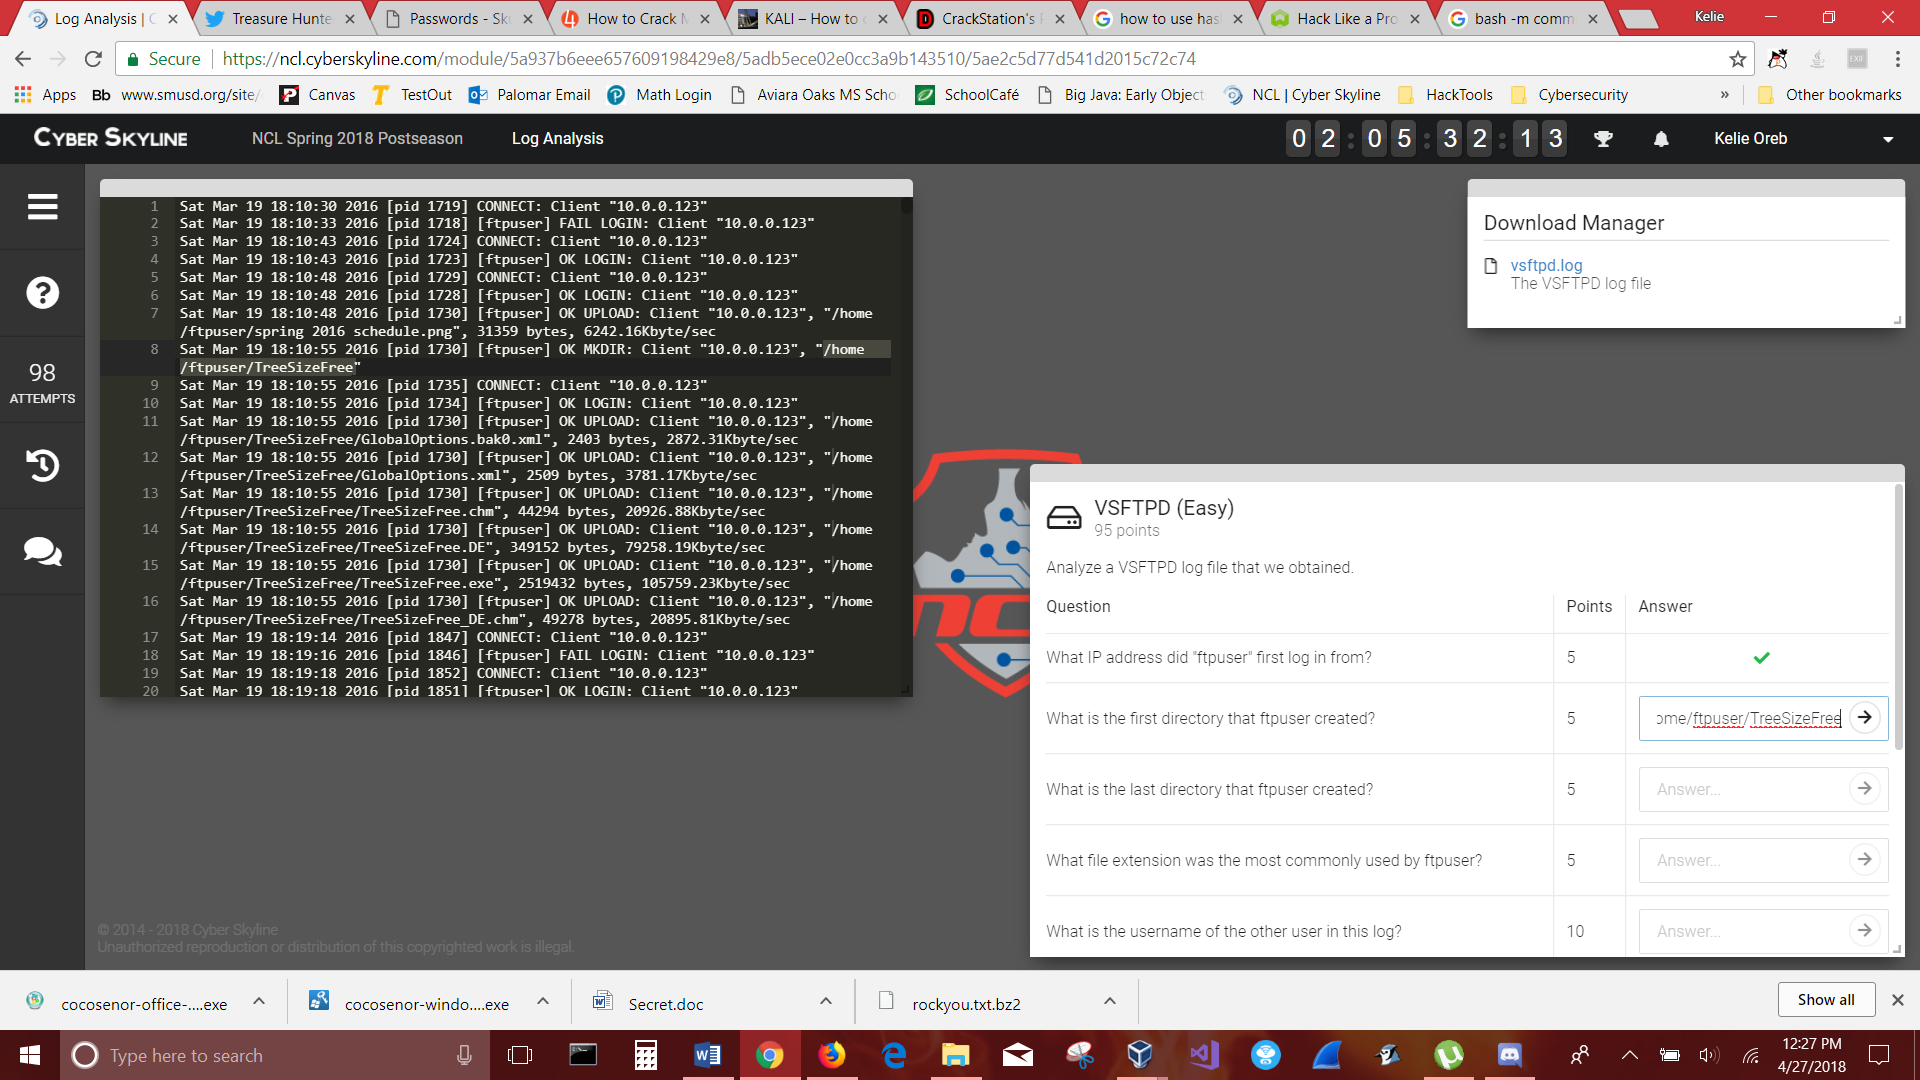 Log Analysis | C
Treasure Hunte
Passwords - Sk
How to Crack M
KALI – How to c
CrackStation's P
how to use has
Hack Like a Pro
bash -m comm
Kelie
Secure
https://ncl.cyberskyline.com/module/5a937b6eee657609198429e8/5adb5ece02e0cc3a9b143510/5ae2c5d77d541d2015c72c74
Apps
Bb www.smusd.org/site/
Canvas
TestOut
Palomar Email
Math Login
Aviara Oaks MS Scho
SchoolCafé
Big Java: Early Object
NCL | Cyber Skyline
HackTools
Cybersecurity
»
Other bookmarks
CYBER SKYLINE
NCL Spring 2018 Postseason
Log Analysis
02:05:32:13
Kelie Oreb
98
ATTEMPTS
1 Sat Mar 19 18:10:30 2016 [pid 1719] CONNECT: Client "10.0.0.123"
2 Sat Mar 19 18:10:33 2016 [pid 1718] [ftpuser] FAIL LOGIN: Client "10.0.0.123"
3 Sat Mar 19 18:10:43 2016 [pid 1724] CONNECT: Client "10.0.0.123"
4 Sat Mar 19 18:10:43 2016 [pid 1723] [ftpuser] OK LOGIN: Client "10.0.0.123"
5 Sat Mar 19 18:10:48 2016 [pid 1729] CONNECT: Client "10.0.0.123"
6 Sat Mar 19 18:10:48 2016 [pid 1728] [ftpuser] OK LOGIN: Client "10.0.0.123"
7 Sat Mar 19 18:10:48 2016 [pid 1730] [ftpuser] OK UPLOAD: Client "10.0.0.123", "/home
/ftpuser/spring 2016 schedule.png", 31359 bytes, 6242.16Kbyte/sec
8 Sat Mar 19 18:10:55 2016 [pid 1730] [ftpuser] OK MKDIR: Client "10.0.0.123", "/home
/ftpuser/TreeSizeFree"
9 Sat Mar 19 18:10:55 2016 [pid 1735] CONNECT: Client "10.0.0.123"
10 Sat Mar 19 18:10:55 2016 [pid 1734] [ftpuser] OK LOGIN: Client "10.0.0.123"
11 Sat Mar 19 18:10:55 2016 [pid 1730] [ftpuser] OK UPLOAD: Client "10.0.0.123", "/home
/ftpuser/TreeSizeFree/GlobalOptions.bak0.xml", 2403 bytes, 2872.31Kbyte/sec
12 Sat Mar 19 18:10:55 2016 [pid 1730] [ftpuser] OK UPLOAD: Client "10.0.0.123", "/home
/ftpuser/TreeSizeFree/GlobalOptions.xml", 2509 bytes, 3781.17Kbyte/sec
13 Sat Mar 19 18:10:55 2016 [pid 1730] [ftpuser] OK UPLOAD: Client "10.0.0.123", "/home
/ftpuser/TreeSizeFree/TreeSizeFree.chm", 44294 bytes, 20926.88Kbyte/sec
14 Sat Mar 19 18:10:55 2016 [pid 1730] [ftpuser] OK UPLOAD: Client "10.0.0.123", "/home
/ftpuser/TreeSizeFree/TreeSizeFree.DE", 349152 bytes, 79258.19Kbyte/sec
15 Sat Mar 19 18:10:55 2016 [pid 1730] [ftpuser] OK UPLOAD: Client "10.0.0.123", "/home
/ftpuser/TreeSizeFree/TreeSizeFree.exe", 2519432 bytes, 105759.23Kbyte/sec
16 Sat Mar 19 18:10:55 2016 [pid 1730] [ftpuser] OK UPLOAD: Client "10.0.0.123", "/home
/ftpuser/TreeSizeFree/TreeSizeFree_DE.chm", 49278 bytes, 20895.81Kbyte/sec
17 Sat Mar 19 18:19:14 2016 [pid 1847] CONNECT: Client "10.0.0.123"
18 Sat Mar 19 18:19:16 2016 [pid 1846] [ftpuser] FAIL LOGIN: Client "10.0.0.123"
19 Sat Mar 19 18:19:18 2016 [pid 1852] CONNECT: Client "10.0.0.123"
20 Sat Mar 19 18:19:18 2016 [pid 1851] [ftpuser] OK LOGIN: Client "10.0.0.123"
Download Manager
vsftpd.log
The VSFTPD log file
VSFTPD (Easy)
95 points
Analyze a VSFTPD log file that we obtained.
Question Points Answer
What IP address did "ftpuser" first log in from? 5
What is the first directory that ftpuser created? 5 ome/ftpuser/TreeSizeFree
What is the last directory that ftpuser created? 5 Answer...
What file extension was the most commonly used by ftpuser? 5 Answer...
What is the username of the other user in this log? 10 Answer...
© 2014 - 2018 Cyber Skyline
Unauthorized reproduction or distribution of this copyrighted work is illegal.
cocosenor-office-....exe
cocosenor-windo....exe
Secret.doc
rockyou.txt.bz2
Show all
Type here to search
12:27 PM
4/27/2018